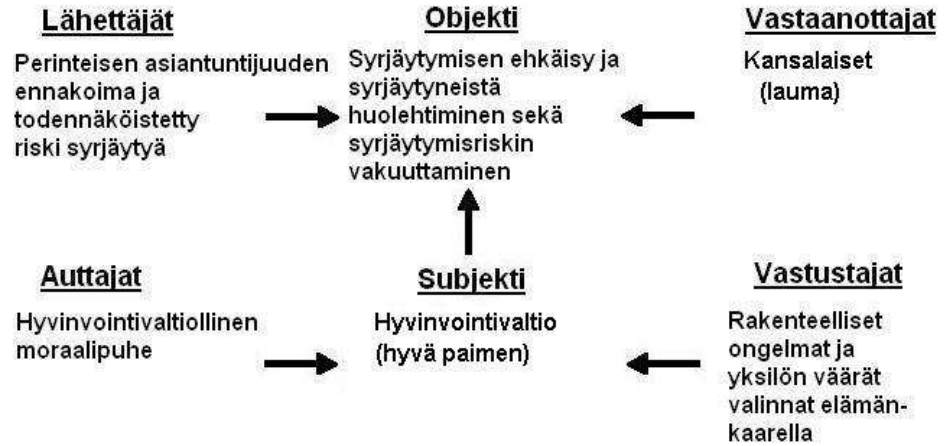 Lähettäjät
Perinteisen asiantuntijuuden
ennakoima ja
todennäköistetty
riski syrjäytyä
Objekti
Syrjäytymisen ehkäisy ja
syrjäytyneistä
huolehtiminen sekä
syrjäytymisriskin
vakuuttaminen
Vastaanottajat
Kansalaiset
(lauma)
Auttajat
Hyvinvointivaltiollinen
moraalipuhe
Subjekti
Hyvinvointivaltio
(hyvä paimen)
Vastustajat
Rakenteelliset
ongelmat ja
yksilön väärät
valinnat elämän-
kaarella